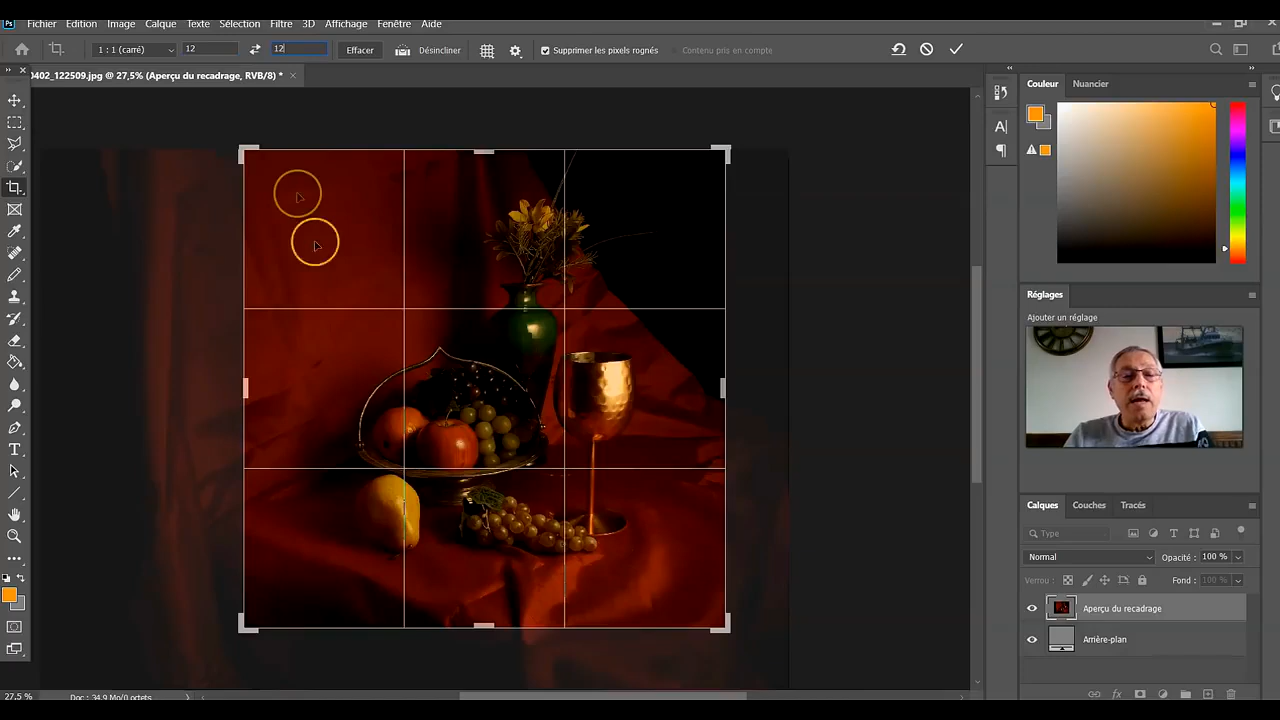 Ps Fichier Edition Image Calque Texte Sélection Filtre 3D Affichage Fenêtre Aide
1 : 1 (carré) 12 12 Effacer Désincliner Supprimer les pixels rognés Contenu pris en compte
0402_122509.jpg @ 27,5% (Aperçu du recadrage, RVB/8) * ×
Couleur Nuancier
Réglages
Ajouter un réglage
Calques Couches Tracés
Type
Normal Opacité : 100 %
Verrou : Fond : 100 %
Aperçu du recadrage
Arrière-plan
27,5 % Doc : 34,9 Mo/0 octets